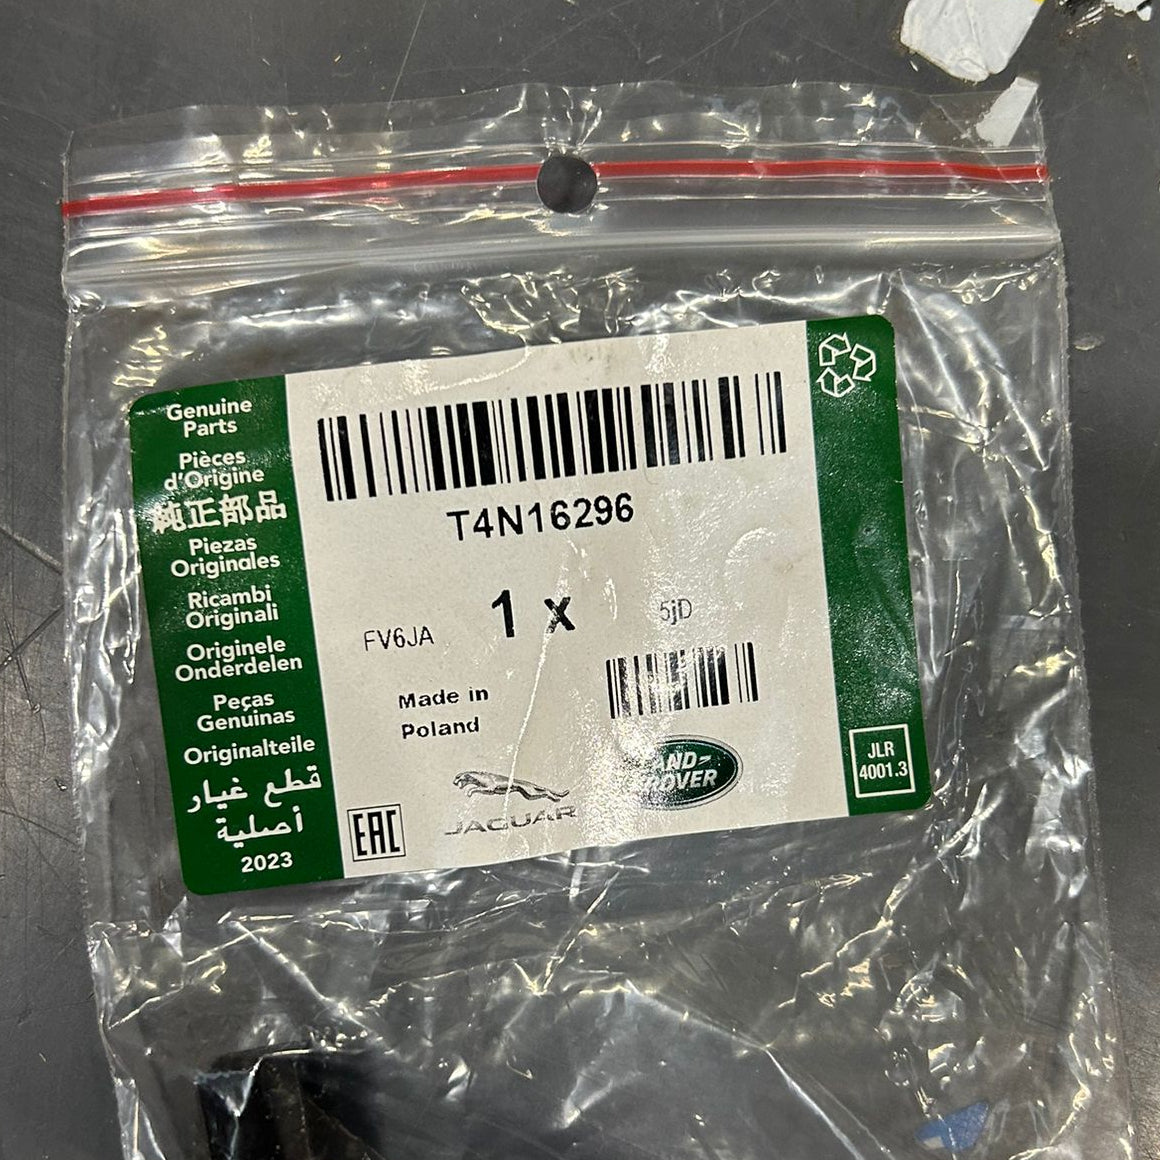 Genuine
Parts
Pièces
d'Origine
純正部品
Piezas
Originales
Ricambi
Originali
Originele
Onderdelen
Peças
Genuinas
Originalteile
قطع غيار
أصلية
2023
T4N16296
1 x
5jD
FV6JA
Made in
Poland
EAC
JAGUAR
LAND-
ROVER
JLR
4001.3